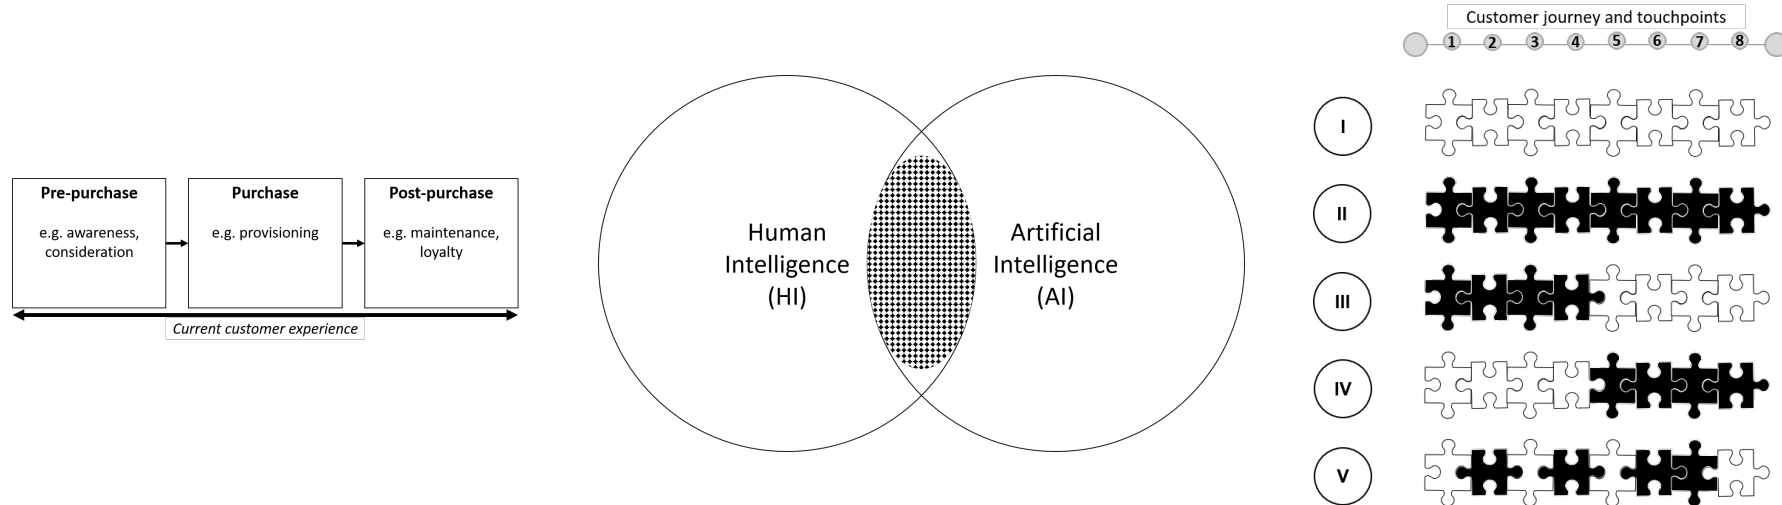 Pre-purchase
e.g. awareness,
consideration
Purchase
e.g. provisioning
Post-purchase
e.g. maintenance,
loyalty
Current customer experience
Human
Intelligence
(HI)
Artificial
Intelligence
(AI)
Customer journey and touchpoints
1 2 3 4 5 6 7 8
I
II
III
IV
V